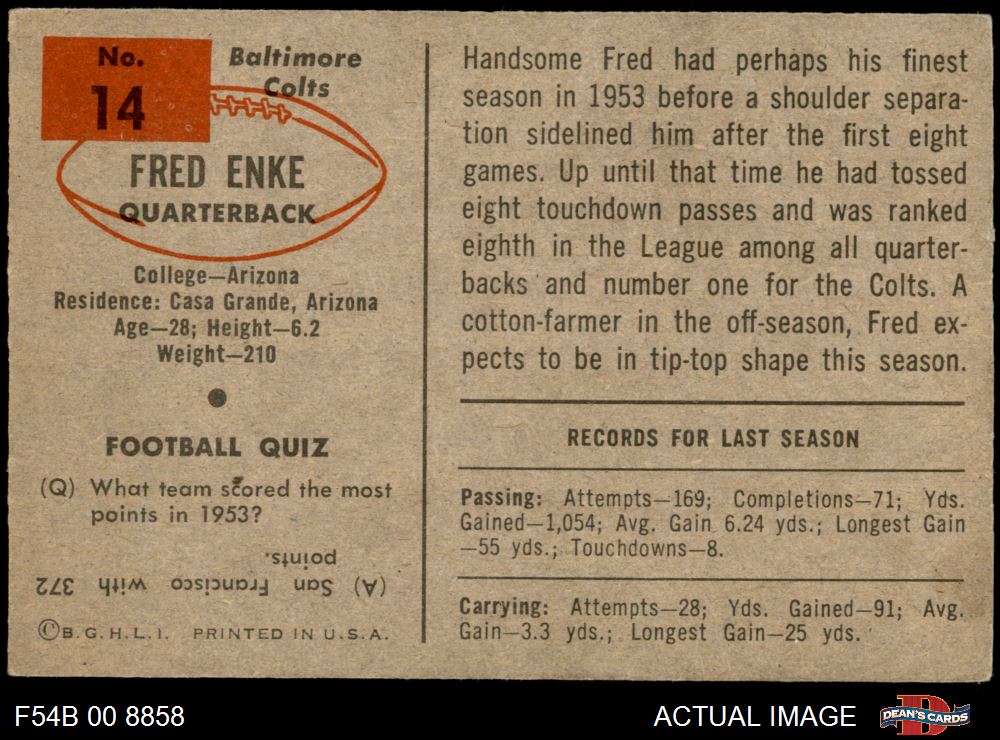 No.
14
Baltimore
Colts
FRED ENKE
QUARTERBACK
College—Arizona
Residence: Casa Grande, Arizona
Age—28; Height—6.2
Weight—210
FOOTBALL QUIZ
(Q) What team scored the most
points in 1953?
(A) San Francisco with 372
points.
©B.G.H.L.I. PRINTED IN U.S.A.
Handsome Fred had perhaps his finest
season in 1953 before a shoulder separa-
tion sidelined him after the first eight
games. Up until that time he had tossed
eight touchdown passes and was ranked
eighth in the League among all quarter-
backs and number one for the Colts. A
cotton-farmer in the off-season, Fred ex-
pects to be in tip-top shape this season.
RECORDS FOR LAST SEASON
Passing: Attempts—169; Completions—71; Yds.
Gained—1,054; Avg. Gain 6.24 yds.; Longest Gain
—55 yds.; Touchdowns—8.
Carrying: Attempts—28; Yds. Gained—91; Avg.
Gain—3.3 yds.; Longest Gain—25 yds.
F54B 00 8858
ACTUAL IMAGE
D
DEAN'S CARDS